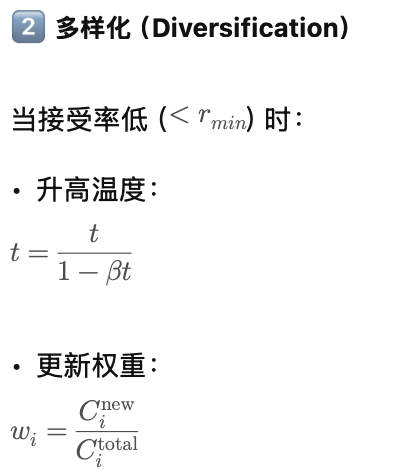 2 多样化（Diversification）
当接受率低 (< r_min) 时：
• 升高温度：
t = t / (1 − βt)
• 更新权重：
w_i = C_i^new / C_i^total